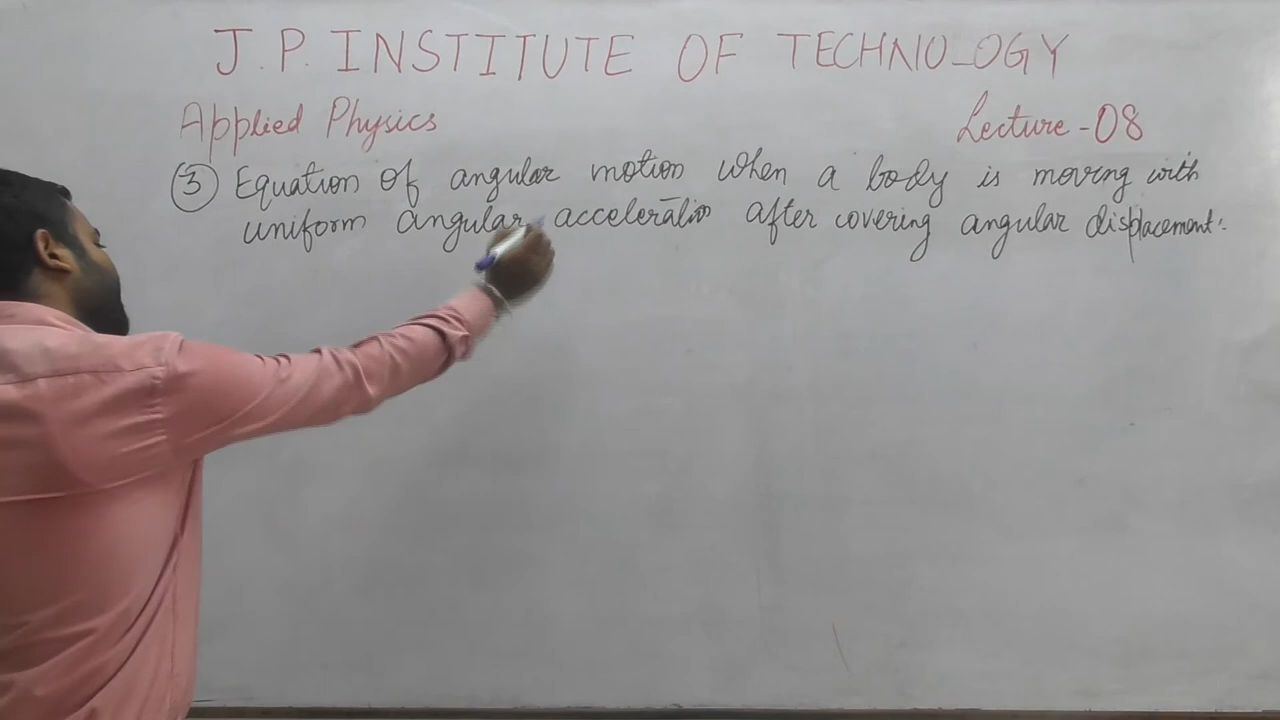 J.P. INSTITUTE OF TECHNOLOGY
Applied Physics
Lecture-08
③ Equation of angular motion when a body is moving with
uniform angular acceleration after covering angular displacement.